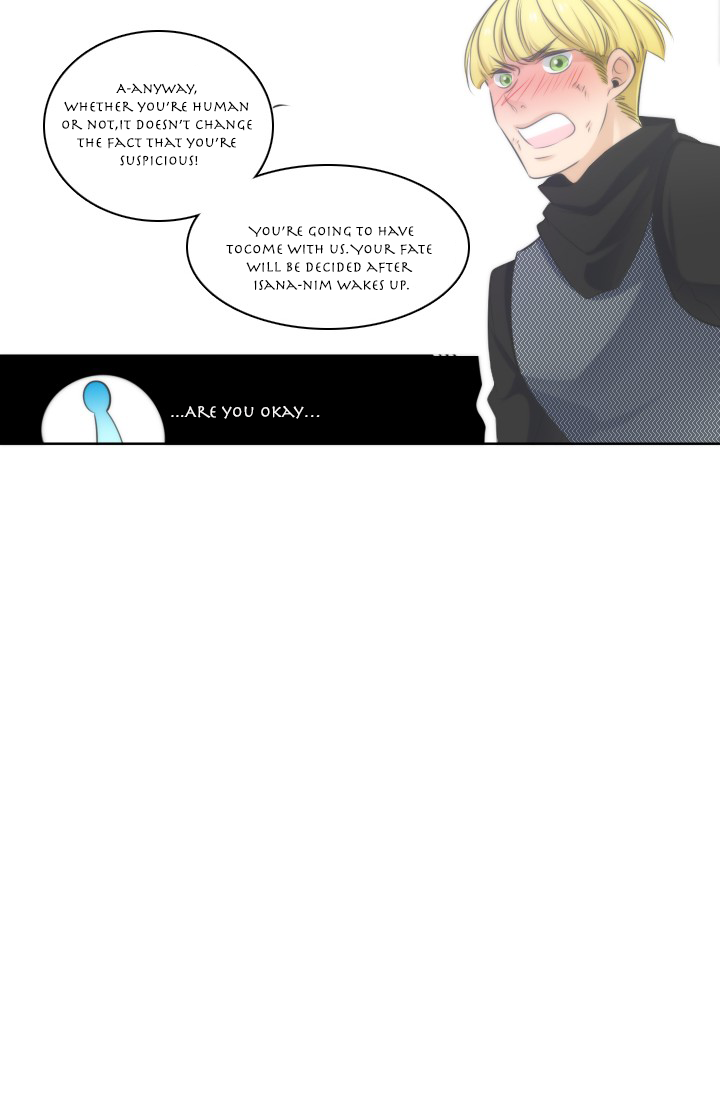 A-ANYWAY,
WHETHER YOU'RE HUMAN
OR NOT,IT DOESN'T CHANGE
THE FACT THAT YOU'RE
SUSPICIOUS!
YOU'RE GOING TO HAVE
TOCOME WITH US.YOUR FATE
WILL BE DECIDED AFTER
ISANA-NIM WAKES UP.
...ARE YOU OKAY...